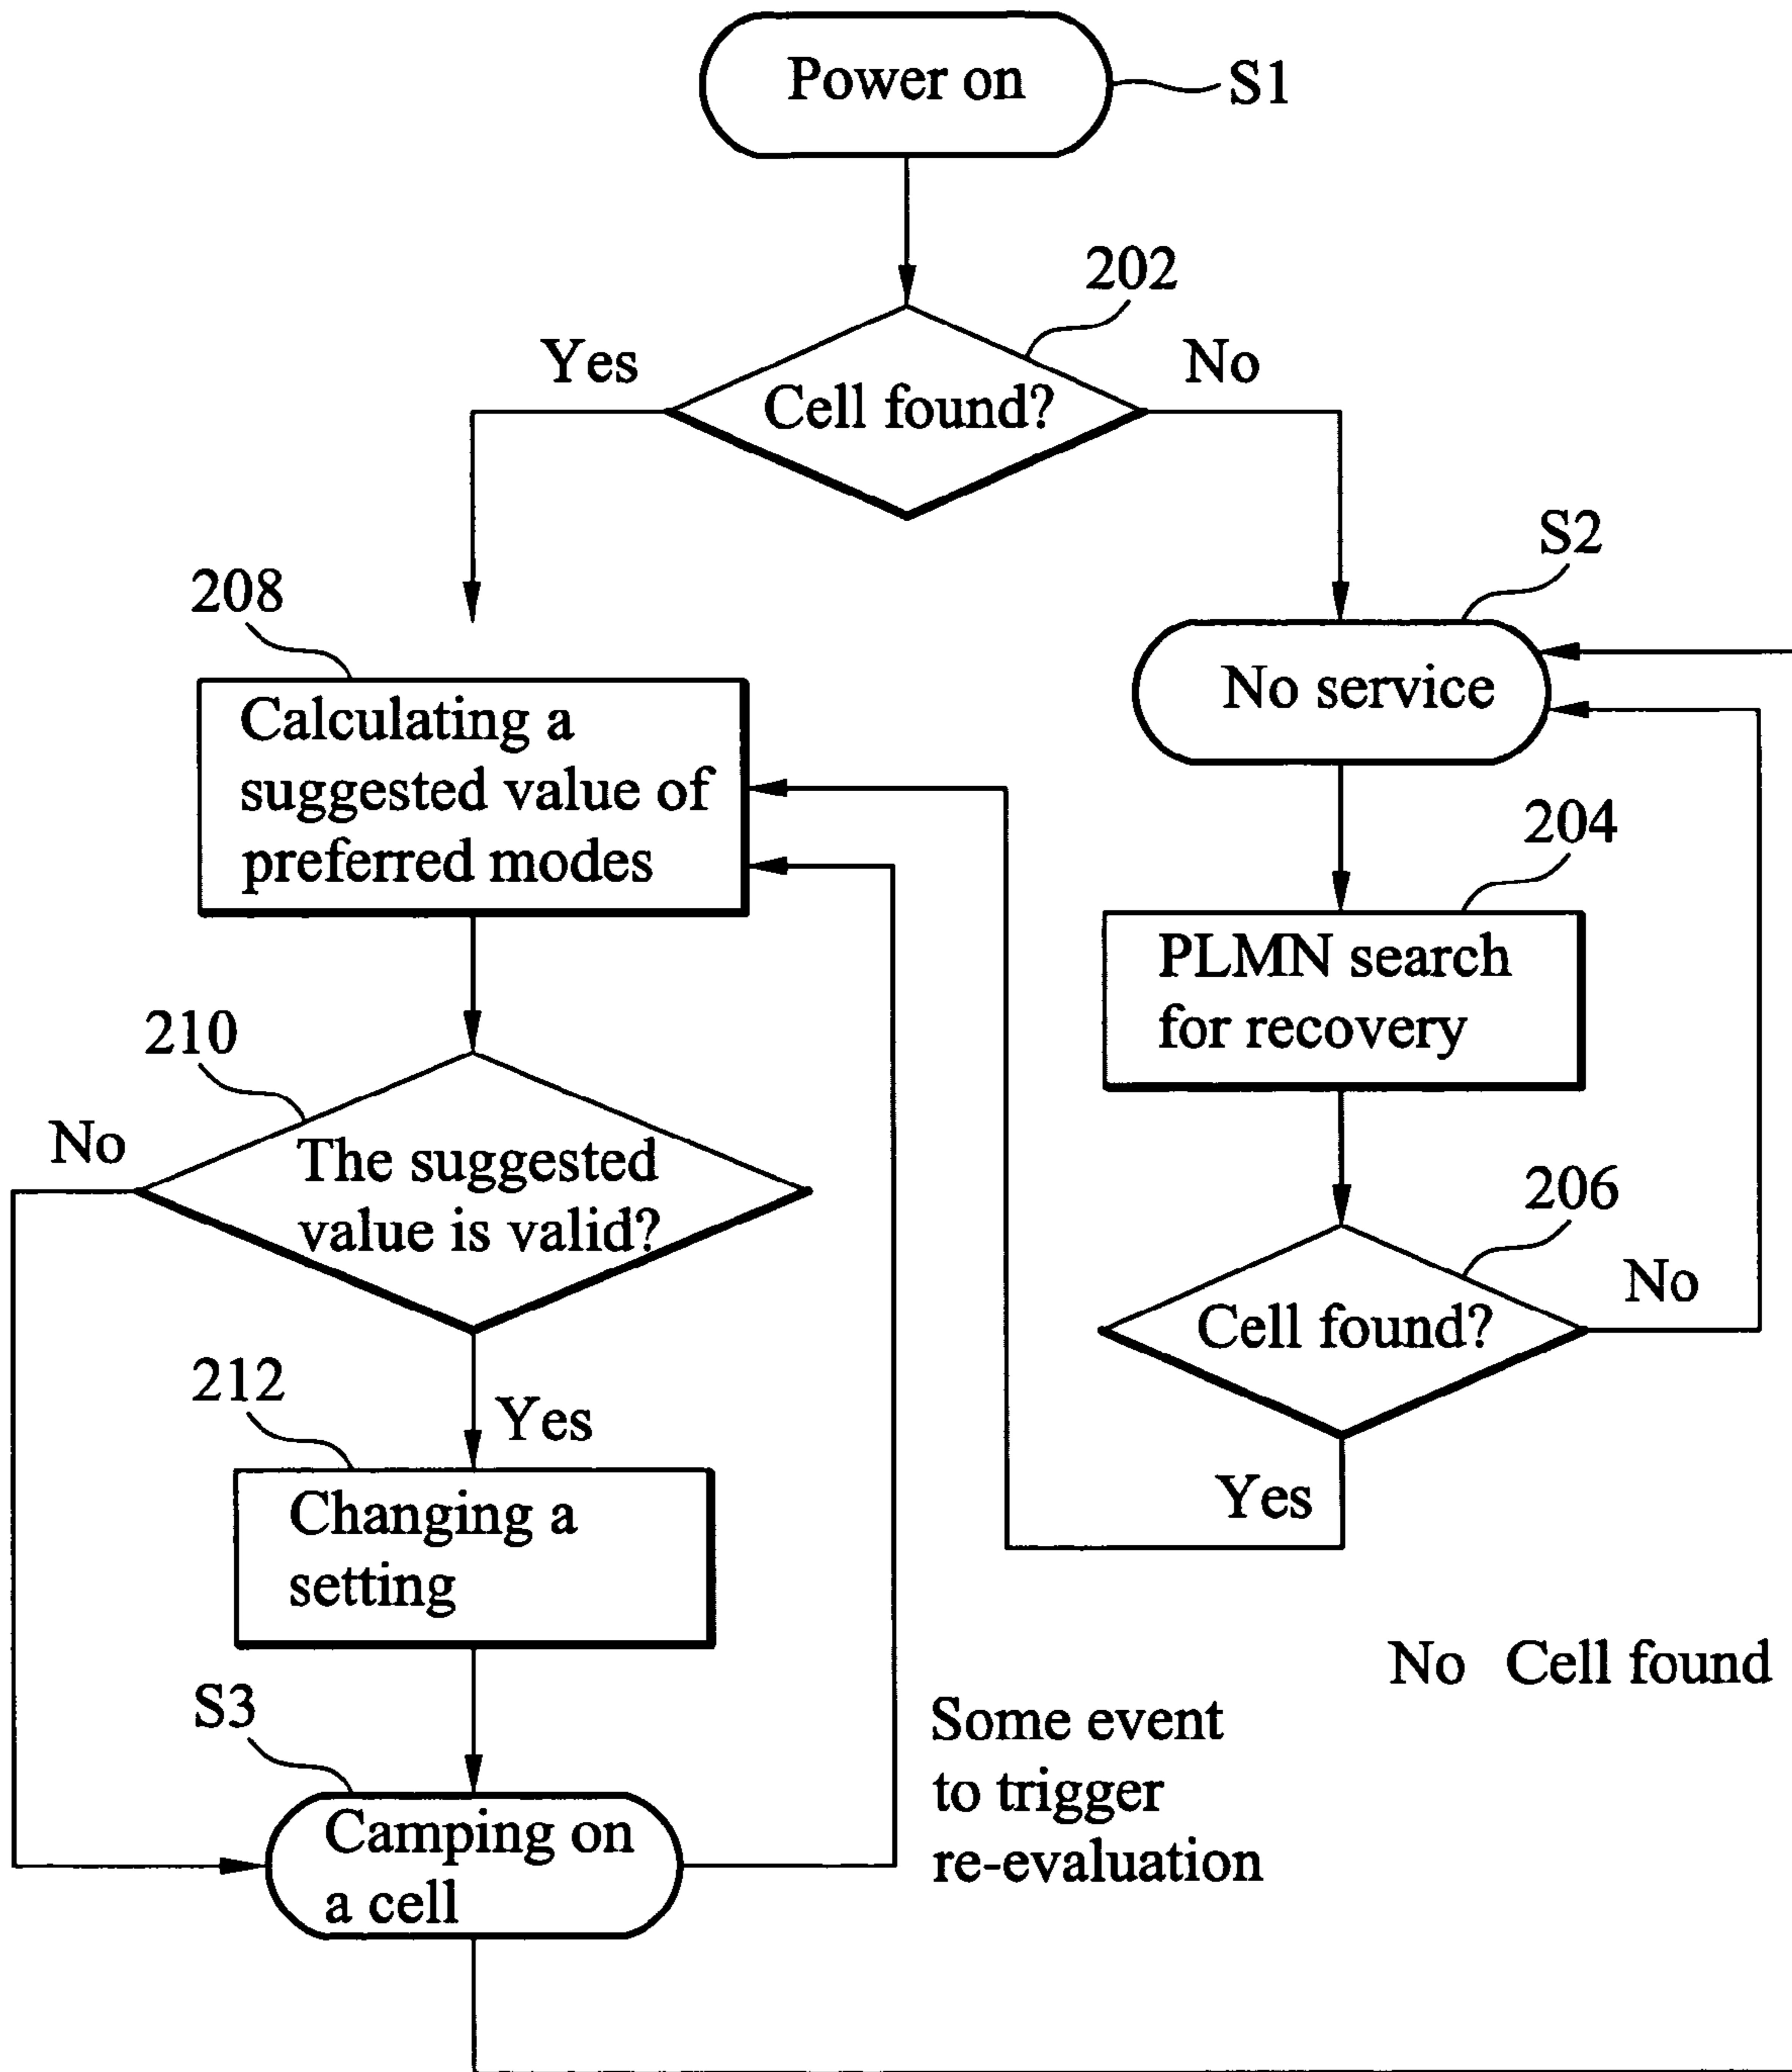 Power on
S1
202
Yes
No
Cell found?
S2
208
No service
Calculating a
suggested value of
preferred modes
204
PLMN search
for recovery
210
No
The suggested
value is valid?
206
No
Cell found?
212
Yes
Yes
Changing a
setting
No Cell found
S3
Some event
to trigger
re-evaluation
Camping on
a cell